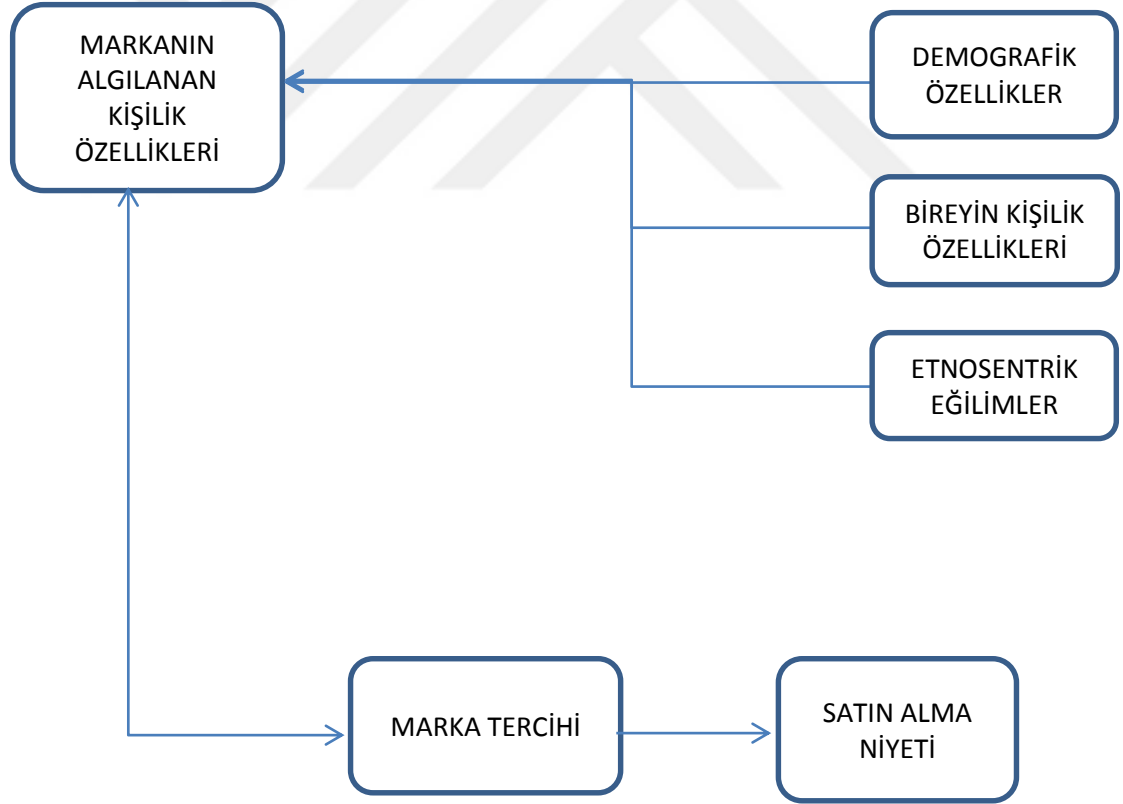 MARKANIN
ALGILANAN
KİŞİLİK
ÖZELLİKLERİ
DEMOGRAFİK
ÖZELLİKLER
BİREYİN KİŞİLİK
ÖZELLİKLERİ
ETNOSENTRİK
EĞİLİMLER
MARKA TERCİHİ
SATIN ALMA
NİYETİ